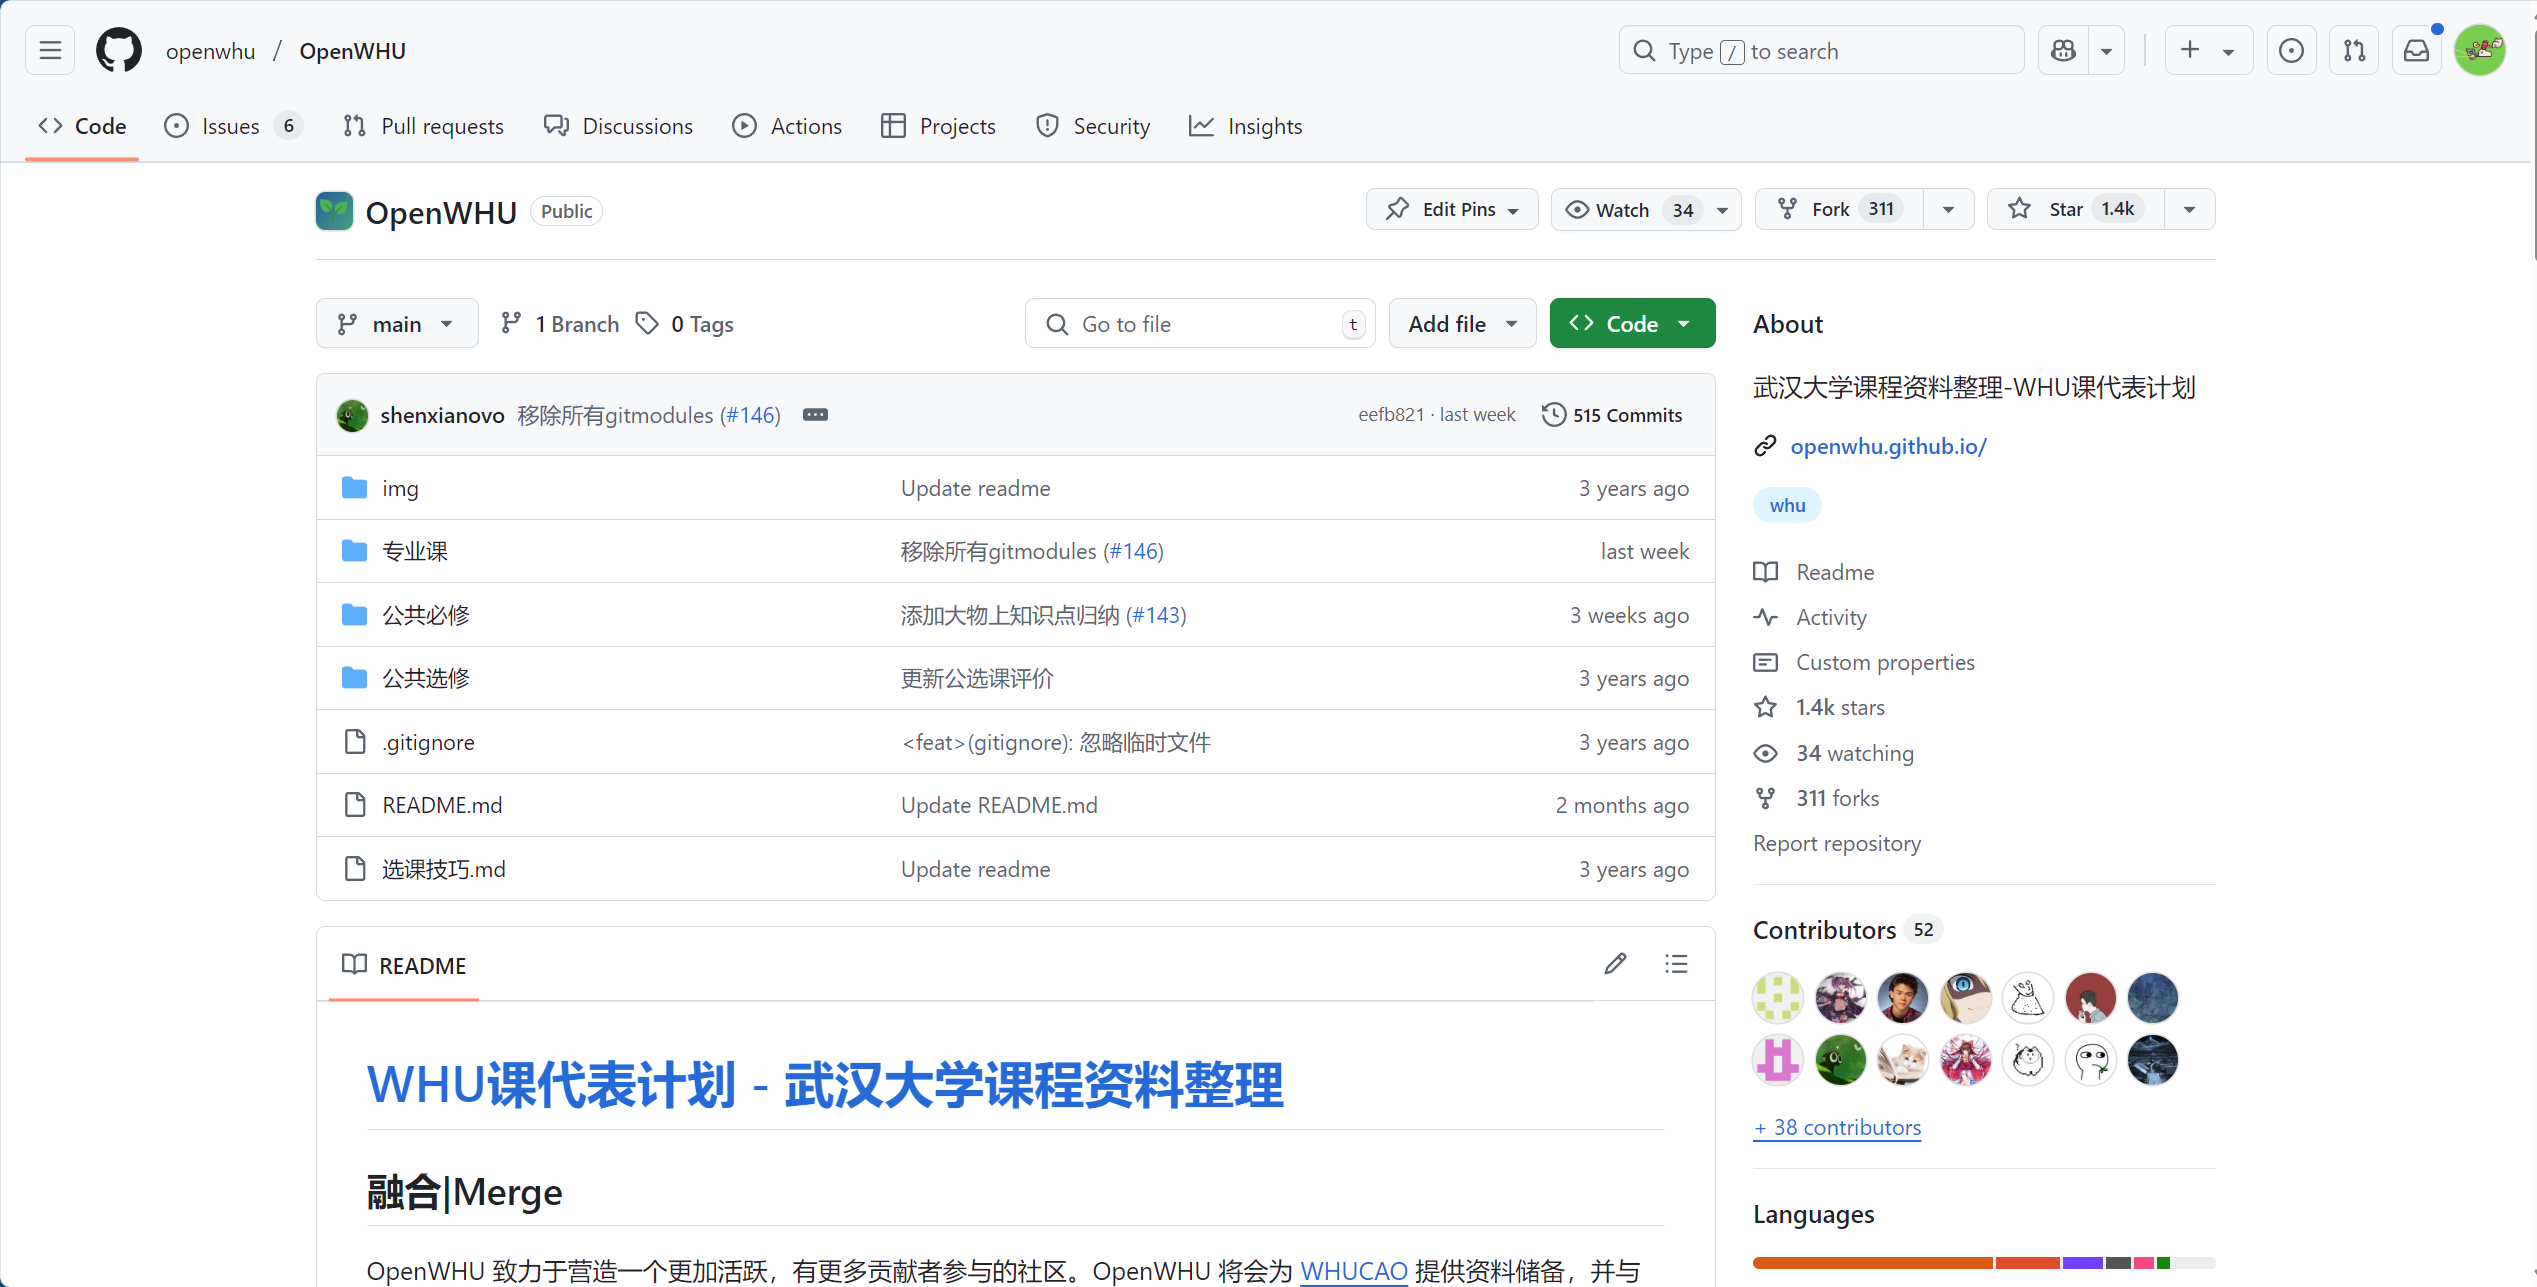 openwhu / OpenWHU
Type / to search
Code
Issues 6
Pull requests
Discussions
Actions
Projects
Security
Insights
OpenWHU Public
Edit Pins
Watch 34
Fork 311
Star 1.4k
main
1 Branch
0 Tags
Go to file t
Add file
Code
shenxianovo 移除所有gitmodules (#146)
eefb821 · last week
515 Commits
img Update readme 3 years ago
专业课 移除所有gitmodules (#146) last week
公共必修 添加大物上知识点归纳 (#143) 3 weeks ago
公共选修 更新公选课评价 3 years ago
.gitignore <feat>(gitignore): 忽略临时文件 3 years ago
README.md Update README.md 2 months ago
选课技巧.md Update readme 3 years ago
README
WHU课代表计划 - 武汉大学课程资料整理
融合|Merge
OpenWHU 致力于营造一个更加活跃，有更多贡献者参与的社区。OpenWHU 将会为 WHUCAO 提供资料储备，并与
About
武汉大学课程资料整理-WHU课代表计划
openwhu.github.io/
whu
Readme
Activity
Custom properties
1.4k stars
34 watching
311 forks
Report repository
Contributors 52
+ 38 contributors
Languages